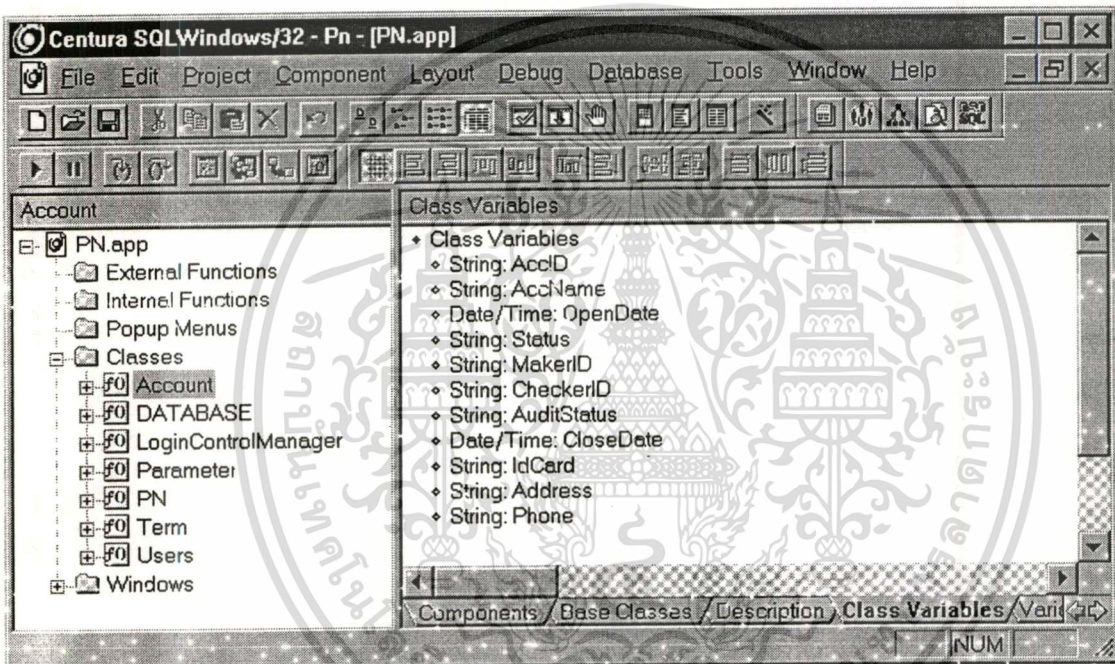 Centura SQLWindows/32 - Pn - [PN.app]
File Edit Project Component Layout Debug Database Tools Window Help
Account
PN.app
External Functions
Internal Functions
Popup Menus
Classes
Account
DATABASE
LoginControlManager
Parameter
PN
Term
Users
Windows
Class Variables
Class Variables
String: AccID
String: AccName
Date/Time: OpenDate
String: Status
String: MakerID
String: CheckerID
String: AuditStatus
Date/Time: CloseDate
String: IdCard
String: Address
String: Phone
Components / Base Classes / Description / Class Variables / Vari
NUM